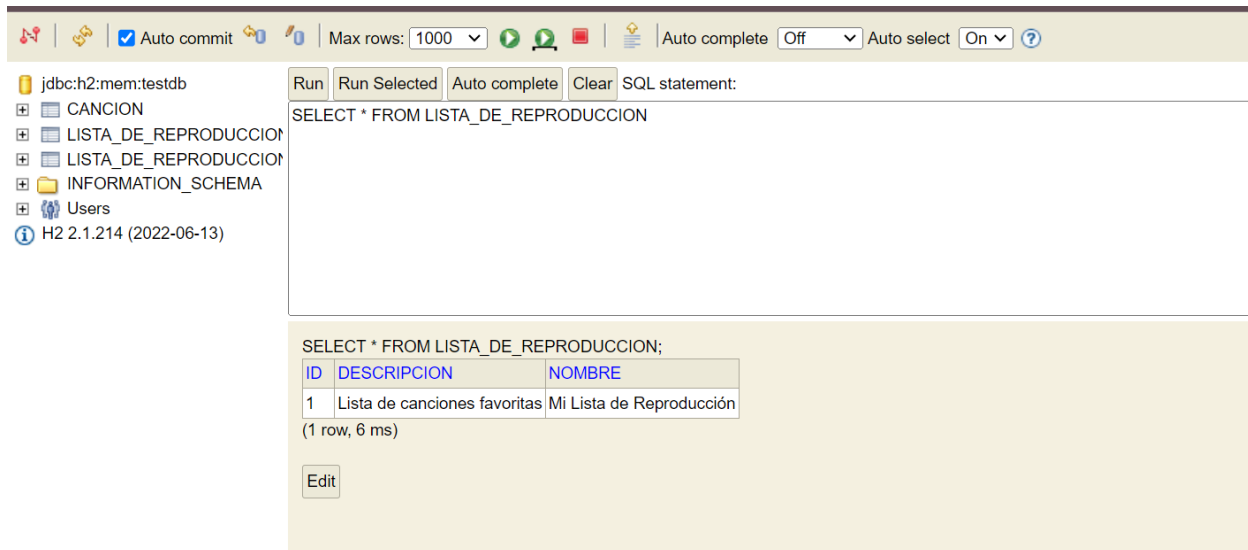 Auto commit Max rows: 1000 Auto complete Off Auto select On ?
jdbc:h2:mem:testdb
CANCION
LISTA_DE_REPRODUCCION
LISTA_DE_REPRODUCCION
INFORMATION_SCHEMA
Users
H2 2.1.214 (2022-06-13)
Run Run Selected Auto complete Clear SQL statement:
SELECT * FROM LISTA_DE_REPRODUCCION
SELECT * FROM LISTA_DE_REPRODUCCION;
ID DESCRIPCION NOMBRE
1 Lista de canciones favoritas Mi Lista de Reproducción
(1 row, 6 ms)
Edit